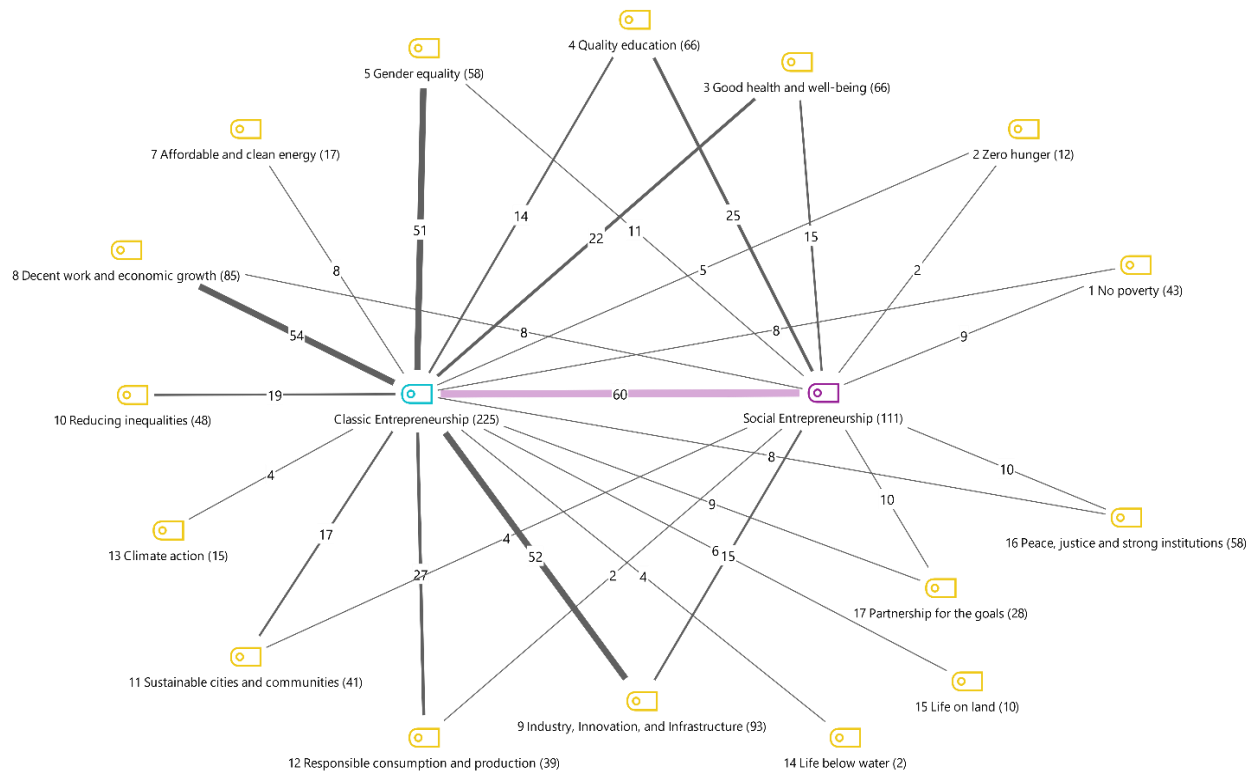 4 Quality education (66)
5 Gender equality (58)
3 Good health and well-being (66)
7 Affordable and clean energy (17)
2 Zero hunger (12)
14
25
51
11
15
22
8
5
2
8 Decent work and economic growth (85)
1 No poverty (43)
54
8
8
9
19
60
10 Reducing inequalities (48)
Classic Entrepreneurship (225)
Social Entrepreneurship (111)
8
4
10
10
9
17
4
16 Peace, justice and strong institutions (58)
13 Climate action (15)
52
6
15
27
2
4
17 Partnership for the goals (28)
11 Sustainable cities and communities (41)
15 Life on land (10)
9 Industry, Innovation, and Infrastructure (93)
12 Responsible consumption and production (39)
14 Life below water (2)